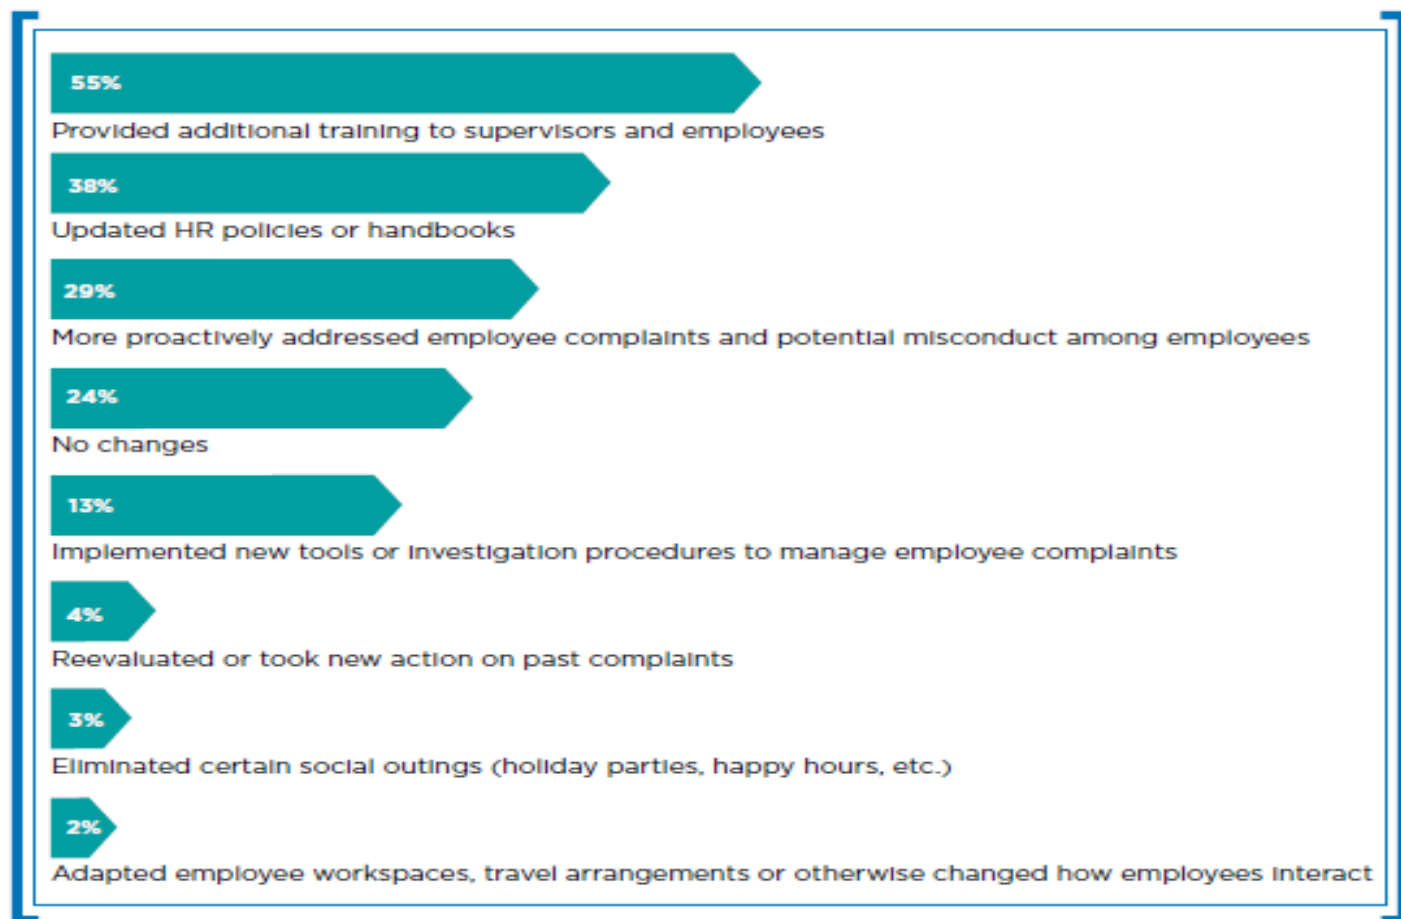 55%
Provided additional training to supervisors and employees
38%
Updated HR policies or handbooks
29%
More proactively addressed employee complaints and potential misconduct among employees
24%
No changes
13%
Implemented new tools or investigation procedures to manage employee complaints
4%
Reevaluated or took new action on past complaints
3%
Eliminated certain social outings (holiday parties, happy hours, etc.)
2%
Adapted employee workspaces, travel arrangements or otherwise changed how employees interact